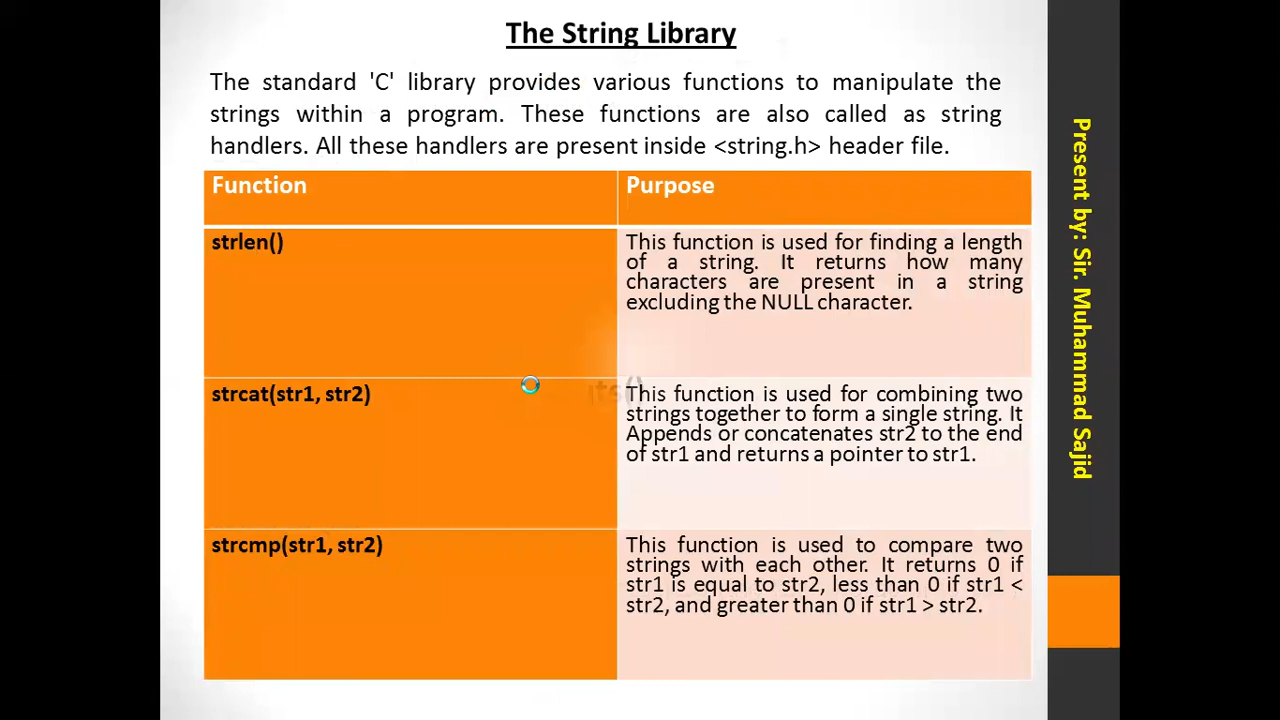 The String Library
The standard 'C' library provides various functions to manipulate the
strings within a program. These functions are also called as string
handlers. All these handlers are present inside <string.h> header file.
Function
Purpose
strlen()
This function is used for finding a length
of a string. It returns how many
characters are present in a string
excluding the NULL character.
strcat(str1, str2)
This function is used for combining two
strings together to form a single string. It
Appends or concatenates str2 to the end
of str1 and returns a pointer to str1.
strcmp(str1, str2)
This function is used to compare two
strings with each other. It returns 0 if
str1 is equal to str2, less than 0 if str1 <
str2, and greater than 0 if str1 > str2.
Present by: Sir. Muhammad Sajid